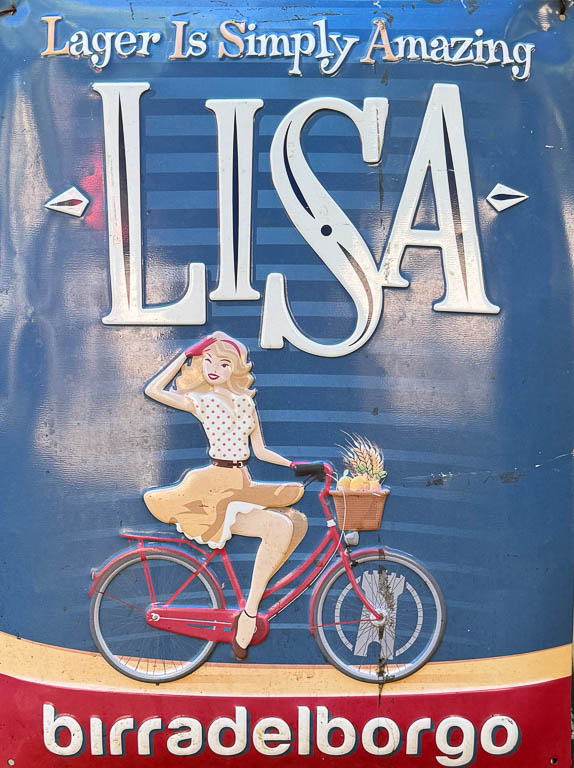 Lager Is Simply Amazing
LISA
birradelborgo